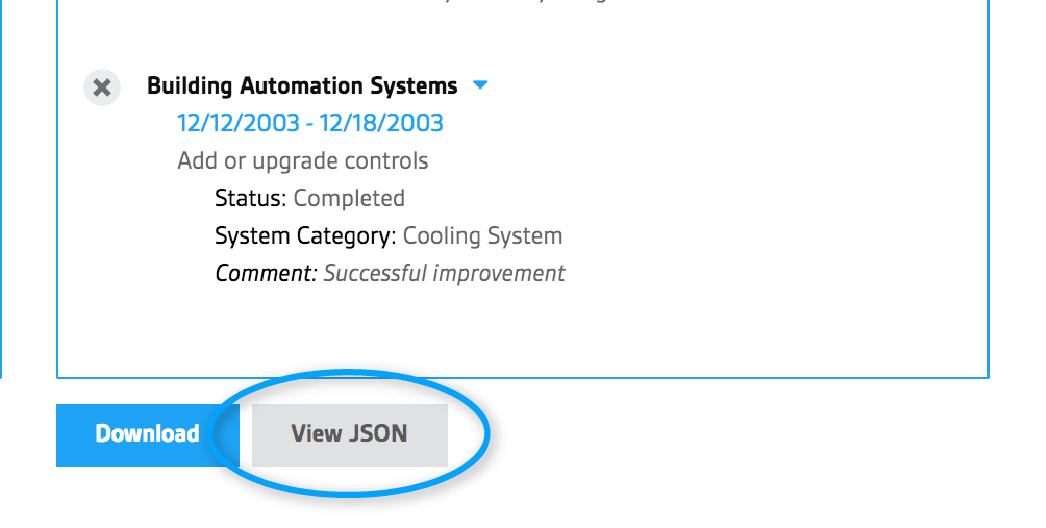 Building Automation Systems
12/12/2003 - 12/18/2003
Add or upgrade controls
Status: Completed
System Category: Cooling System
Comment: Successful improvement
Download
View JSON